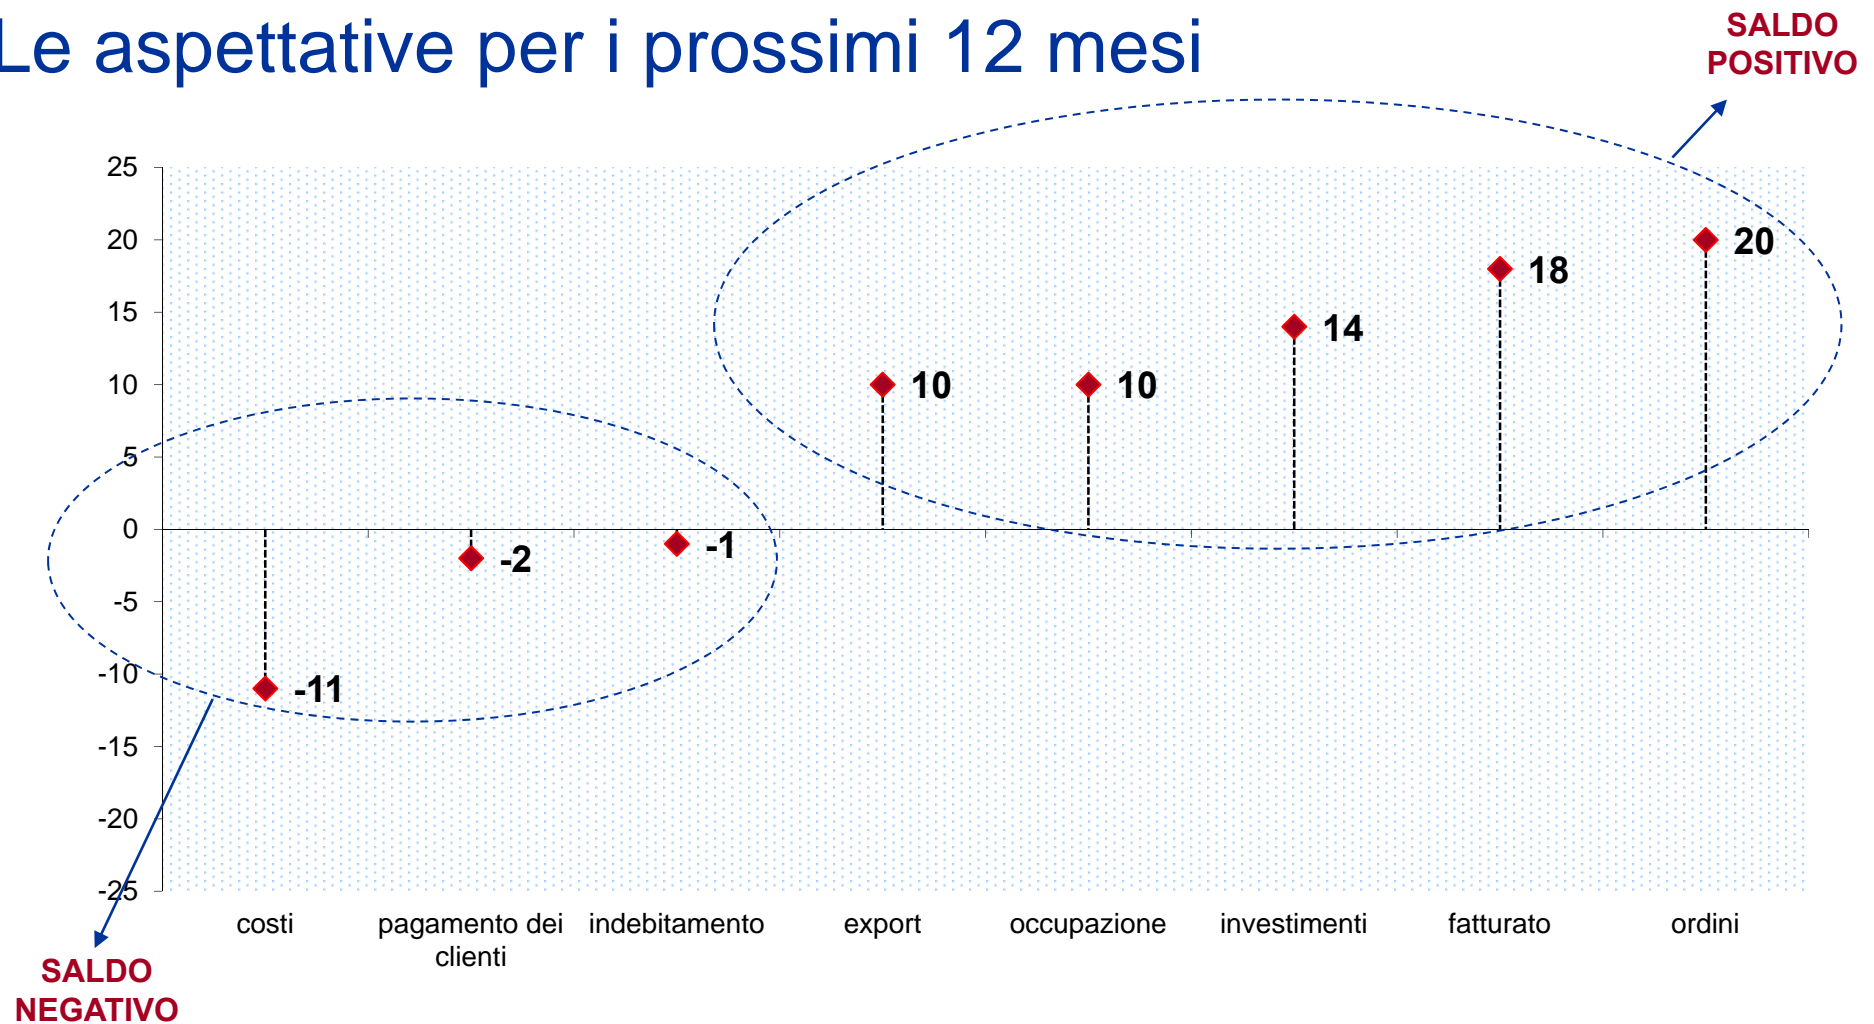 Le aspettative per i prossimi 12 mesi
SALDO
POSITIVO
25
20
15
10
5
0
-5
-10
-15
-20
-25
-11
-2
-1
10
10
14
18
20
costi
pagamento dei
clienti
indebitamento
export
occupazione
investimenti
fatturato
ordini
SALDO
NEGATIVO